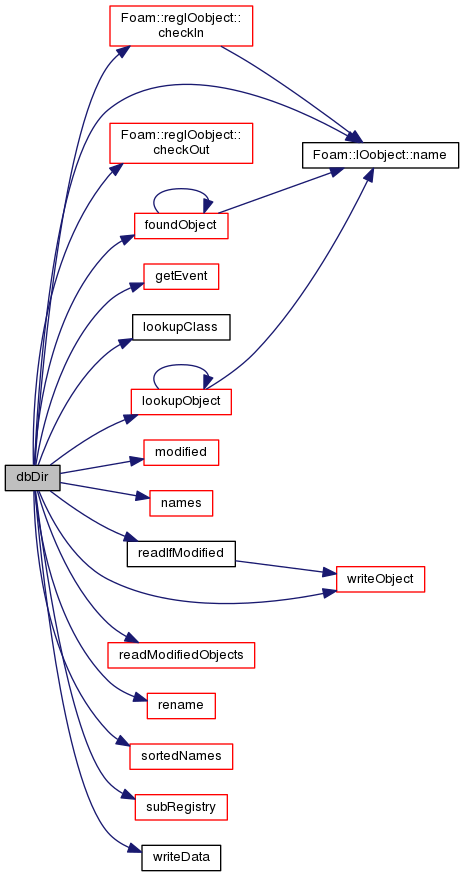 Foam::regIOobject::
checkIn
Foam::regIOobject::
checkOut
Foam::IOobject::name
foundObject
getEvent
lookupClass
lookupObject
modified
dbDir
names
readIfModified
writeObject
readModifiedObjects
rename
sortedNames
subRegistry
writeData